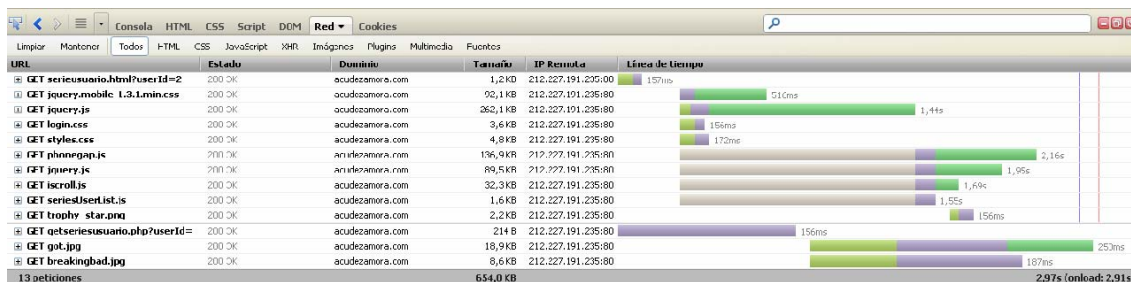 Consola HTML CSS Script DOM Red Cookies
Limpiar Mantener Todos HTML CSS JavaScript XHR Imágenes Plugins Multimedia Fuentes
URL Estado Dominio Tamaño IP Remota Línea de tiempo
GET serieusuario.html?userId=2 200 OK acudezamora.com 1,2 KB 212.227.191.235:80 157ms
GET jquery.mobile-1.3.1.min.css 200 OK acudezamora.com 92,1 KB 212.227.191.235:80 516ms
GET jquery.js 200 OK acudezamora.com 262,1 KB 212.227.191.235:80 1,44s
GET login.css 200 OK acudezamora.com 3,6 KB 212.227.191.235:80 156ms
GET styles.css 200 OK acudezamora.com 4,8 KB 212.227.191.235:80 172ms
GET phonegap.js 200 OK acudezamora.com 136,9 KB 212.227.191.235:80 2,16s
GET jquery.js 200 OK acudezamora.com 89,5 KB 212.227.191.235:80 1,95s
GET iscroll.js 200 OK acudezamora.com 32,3 KB 212.227.191.235:80 1,69s
GET seriesUserList.js 200 OK acudezamora.com 1,6 KB 212.227.191.235:80 1,55s
GET trophy_star.png 200 OK acudezamora.com 2,2 KB 212.227.191.235:80 156ms
GET getseriesusuario.php?userId= 200 OK acudezamora.com 214 B 212.227.191.235:80 156ms
GET got.jpg 200 OK acudezamora.com 18,9 KB 212.227.191.235:80 250ms
GET breakingbad.jpg 200 OK acudezamora.com 8,6 KB 212.227.191.235:80 187ms
13 peticiones 654,0 KB 2,97s (onload: 2,91s